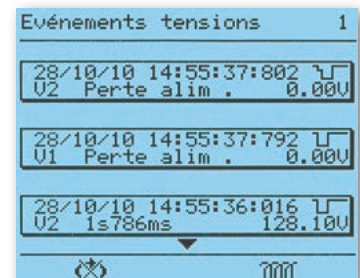 Evénements tensions 1
28/10/10 14:55:37:802
V2 Perte alim . 0.00V
28/10/10 14:55:37:792
V1 Perte alim . 0.00V
28/10/10 14:55:36:016
V2 1s786ms 128.10V